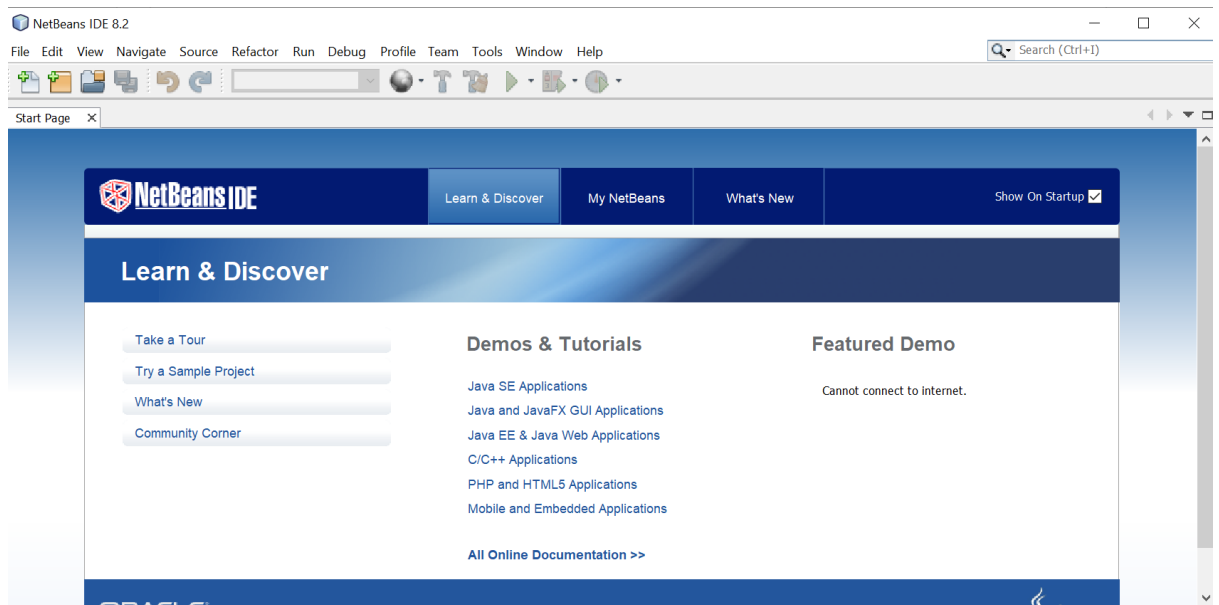 NetBeans IDE 8.2
File Edit View Navigate Source Refactor Run Debug Profile Team Tools Window Help
Search (Ctrl+I)
Start Page
NetBeans IDE
Learn & Discover
My NetBeans
What's New
Show On Startup
Learn & Discover
Take a Tour
Try a Sample Project
What's New
Community Corner
Demos & Tutorials
Java SE Applications
Java and JavaFX GUI Applications
Java EE & Java Web Applications
C/C++ Applications
PHP and HTML5 Applications
Mobile and Embedded Applications
All Online Documentation >>
Featured Demo
Cannot connect to internet.
ORACLE